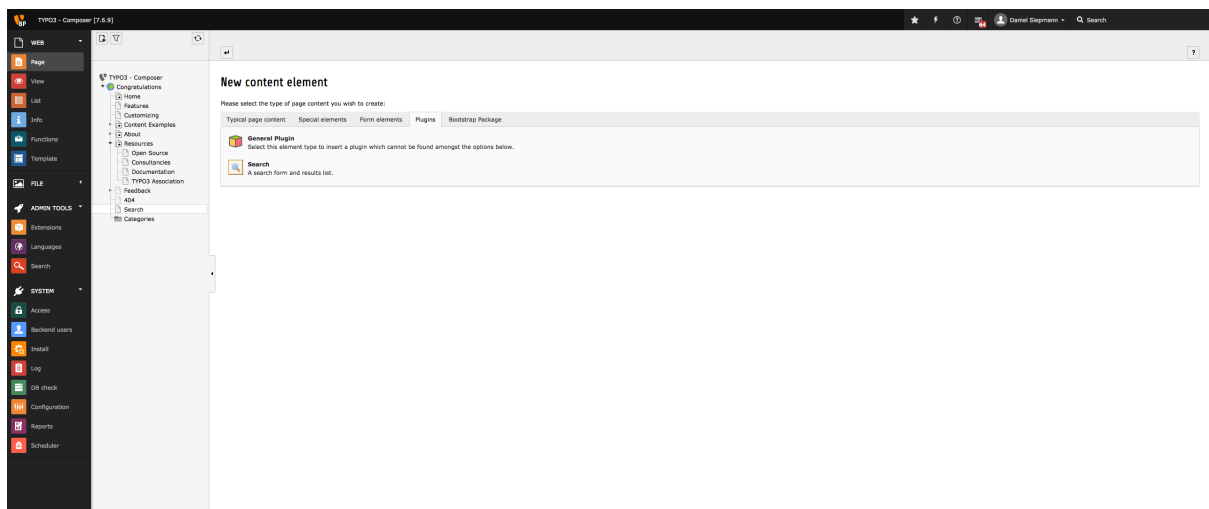 TYPO3 - Composer [7.6.9]
64
Daniel Siepmann
Search
WEB
Page
View
List
Info
Functions
Template
FILE
ADMIN TOOLS
Extensions
Languages
Search
SYSTEM
Access
Backend users
Install
Log
DB check
Configuration
Reports
Scheduler
TYPO3 - Composer
Congratulations
Home
Features
Customizing
Content Examples
About
Resources
Open Source
Consultancies
Documentation
TYPO3 Association
Feedback
404
Search
Categories
New content element
Please select the type of page content you wish to create:
Typical page content Special elements Form elements Plugins Bootstrap Package
General Plugin
Select this element type to insert a plugin which cannot be found amongst the options below.
Search
A search form and results list.